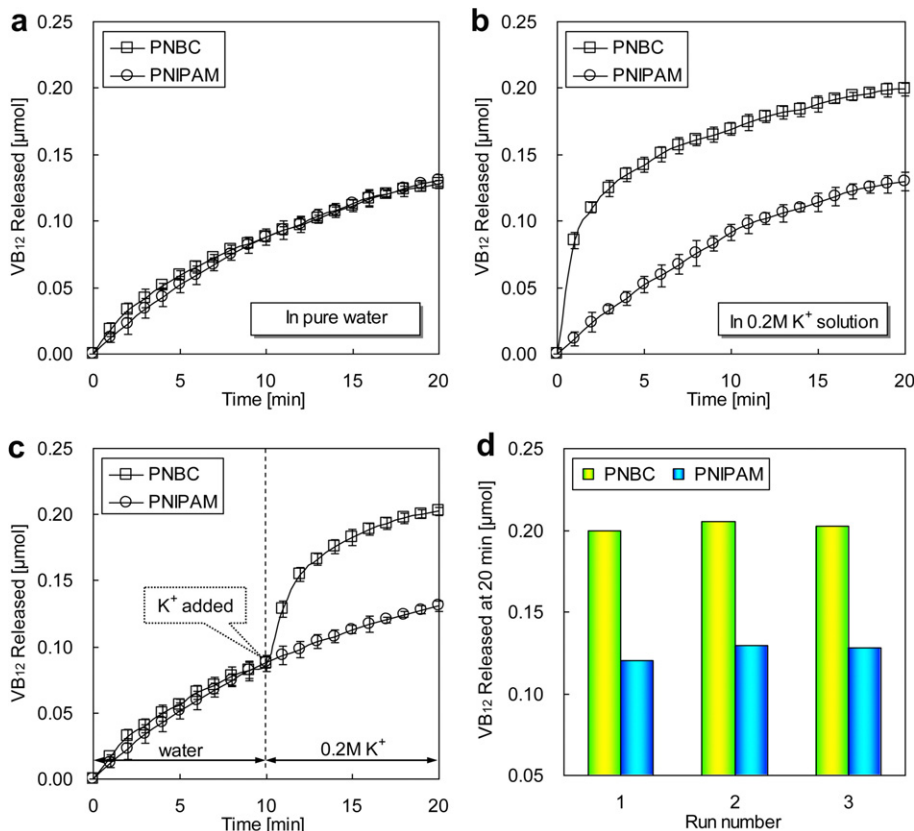 a
PNBC
PNIPAM
VB12 Released [µmol]
0.25
0.20
0.15
0.10
0.05
0.00
In pure water
0 5 10 15 20
Time [min]
b
PNBC
PNIPAM
VB12 Released [µmol]
0.25
0.20
0.15
0.10
0.05
0.00
In 0.2M K+ solution
0 5 10 15 20
Time [min]
c
PNBC
PNIPAM
VB12 Released [µmol]
0.25
0.20
0.15
0.10
0.05
0.00
K+ added
water 0.2M K+
0 5 10 15 20
Time [min]
d
PNBC PNIPAM
VB12 Released at 20 min [µmol]
0.25
0.20
0.15
0.10
0.05
1 2 3
Run number